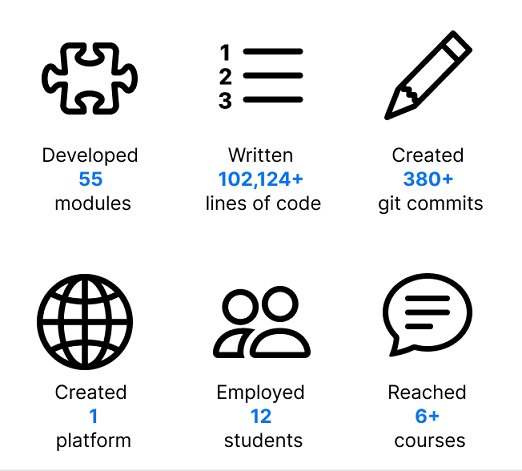 1
2
3
Developed
55
modules
Written
102,124+
lines of code
Created
380+
git commits
Created
1
platform
Employed
12
students
Reached
6+
courses